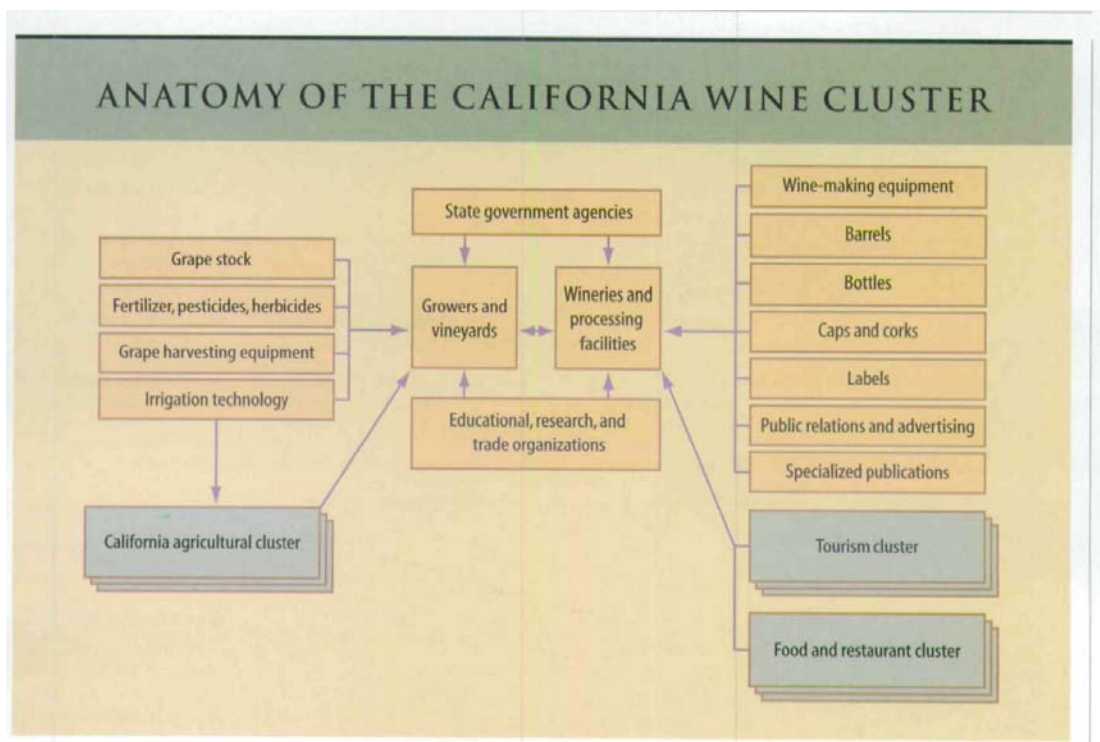 ANATOMY OF THE CALIFORNIA WINE CLUSTER
State government agencies
Grape stock
Fertilizer, pesticides, herbicides
Grape harvesting equipment
Irrigation technology
Growers and
vineyards
Wineries and
processing
facilities
Educational, research, and
trade organizations
Wine-making equipment
Barrels
Bottles
Caps and corks
Labels
Public relations and advertising
Specialized publications
California agricultural cluster
Tourism cluster
Food and restaurant cluster